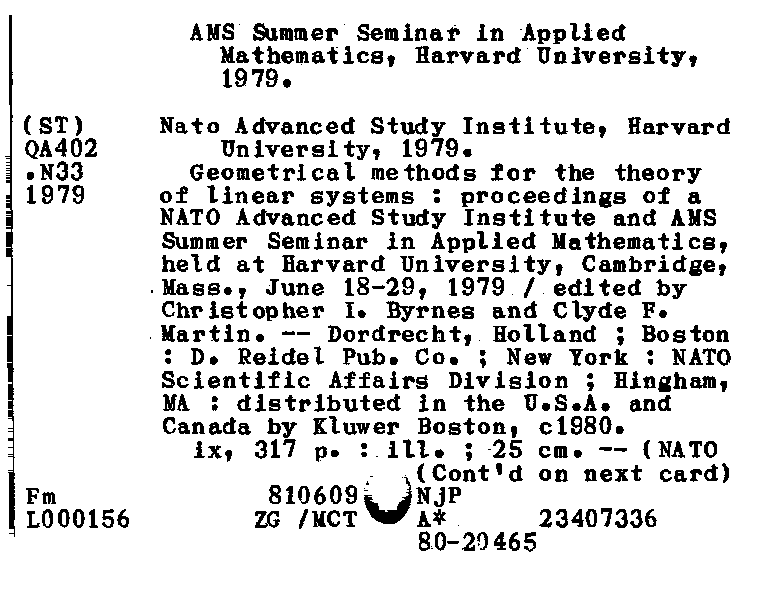 AMS Summer Seminar in Applied
Mathematics, Harvard University,
1979.
(ST) Nato Advanced Study Institute, Harvard
QA402 University, 1979.
.N33 Geometrical methods for the theory
1979 of linear systems : proceedings of a
NATO Advanced Study Institute and AMS
Summer Seminar in Applied Mathematics,
held at Harvard University, Cambridge,
Mass., June 18-29, 1979 / edited by
Christopher I. Byrnes and Clyde F.
Martin. -- Dordrecht, Holland ; Boston
: D. Reidel Pub. Co. ; New York : NATO
Scientific Affairs Division ; Hingham,
MA : distributed in the U.S.A. and
Canada by Kluwer Boston, c1980.
ix, 317 p. : ill. ; 25 cm. -- (NATO
(Cont'd on next card)
Fm 810609 NjP
L000156 ZG /MCT A* 23407336
80-20465